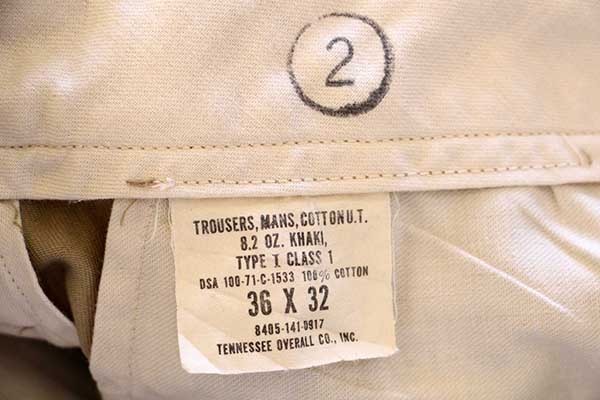 2
TROUSERS, MANS, COTTON U.T.
8.2 OZ. KHAKI,
TYPE I CLASS 1
DSA 100-71-C-1533 100% COTTON
36 X 32
8405-141-0917
TENNESSEE OVERALL CO., INC.